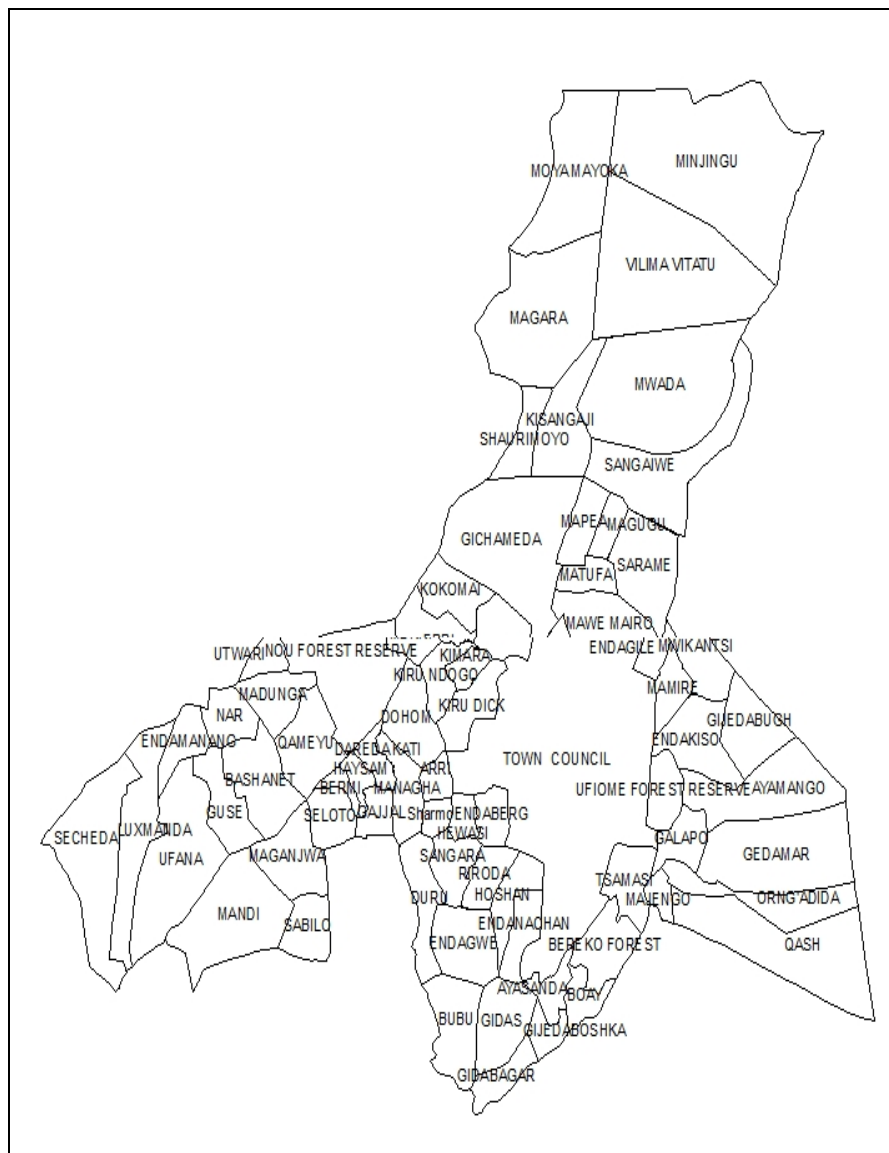 MINJINGU
MOYAMAYOKA
VILIMA VITATU
MAGARA
MWADA
KISANGAJI
SHAURIMOYO
SANGAIWE
MAPEA
MAGUGU
GICHAMEDA
SARAME
MATUFA
KOKOMAI
MAWE MAIRO
UTWARI
NOU FOREST RESERVE
KIMARA
ENDAGILE
MWIKANTSI
KIRU NDOGO
MADUNGA
MAMIRE
KIRU DICK
NAR
DOHOM
GIJEDABUGH
ENDAMANANG
QAMEYU
ENDAKISO
DAREDA KATI
TOWN COUNCIL
HAYSAM
ARRI
BASHANET
BERMI
MANAGHA
UFIOME FOREST RESERVE
AYAMANGO
GUSE
SELOTO
GAJJAL
Sharmo
ENDABERG
SECHEDA
LUXMANDA
HEWASI
GALAPO
UFANA
MAGANJWA
SANGARA
GEDAMAR
RIRODA
TSAMASI
DURU
HOSHAN
MAJENGO
ORNG'ADIDA
MANDI
SABILO
ENDANACHAN
ENDAGWE
BEREKO FOREST
QASH
AYASANDA
BOAY
BUBU
GIDAS
GIJEDABOSHKA
GIDABAGAR